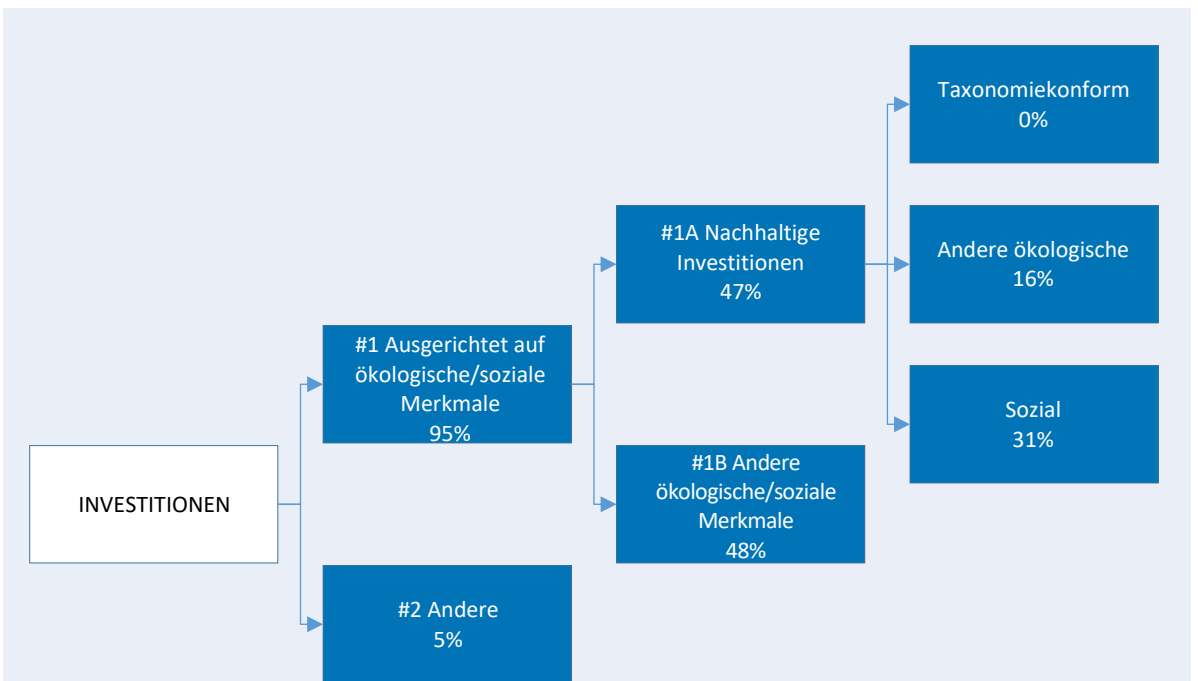 INVESTITIONEN
#1 Ausgerichtet auf
ökologische/soziale
Merkmale
95%
#2 Andere
5%
#1A Nachhaltige
Investitionen
47%
#1B Andere
ökologische/soziale
Merkmale
48%
Taxonomiekonform
0%
Andere ökologische
16%
Sozial
31%